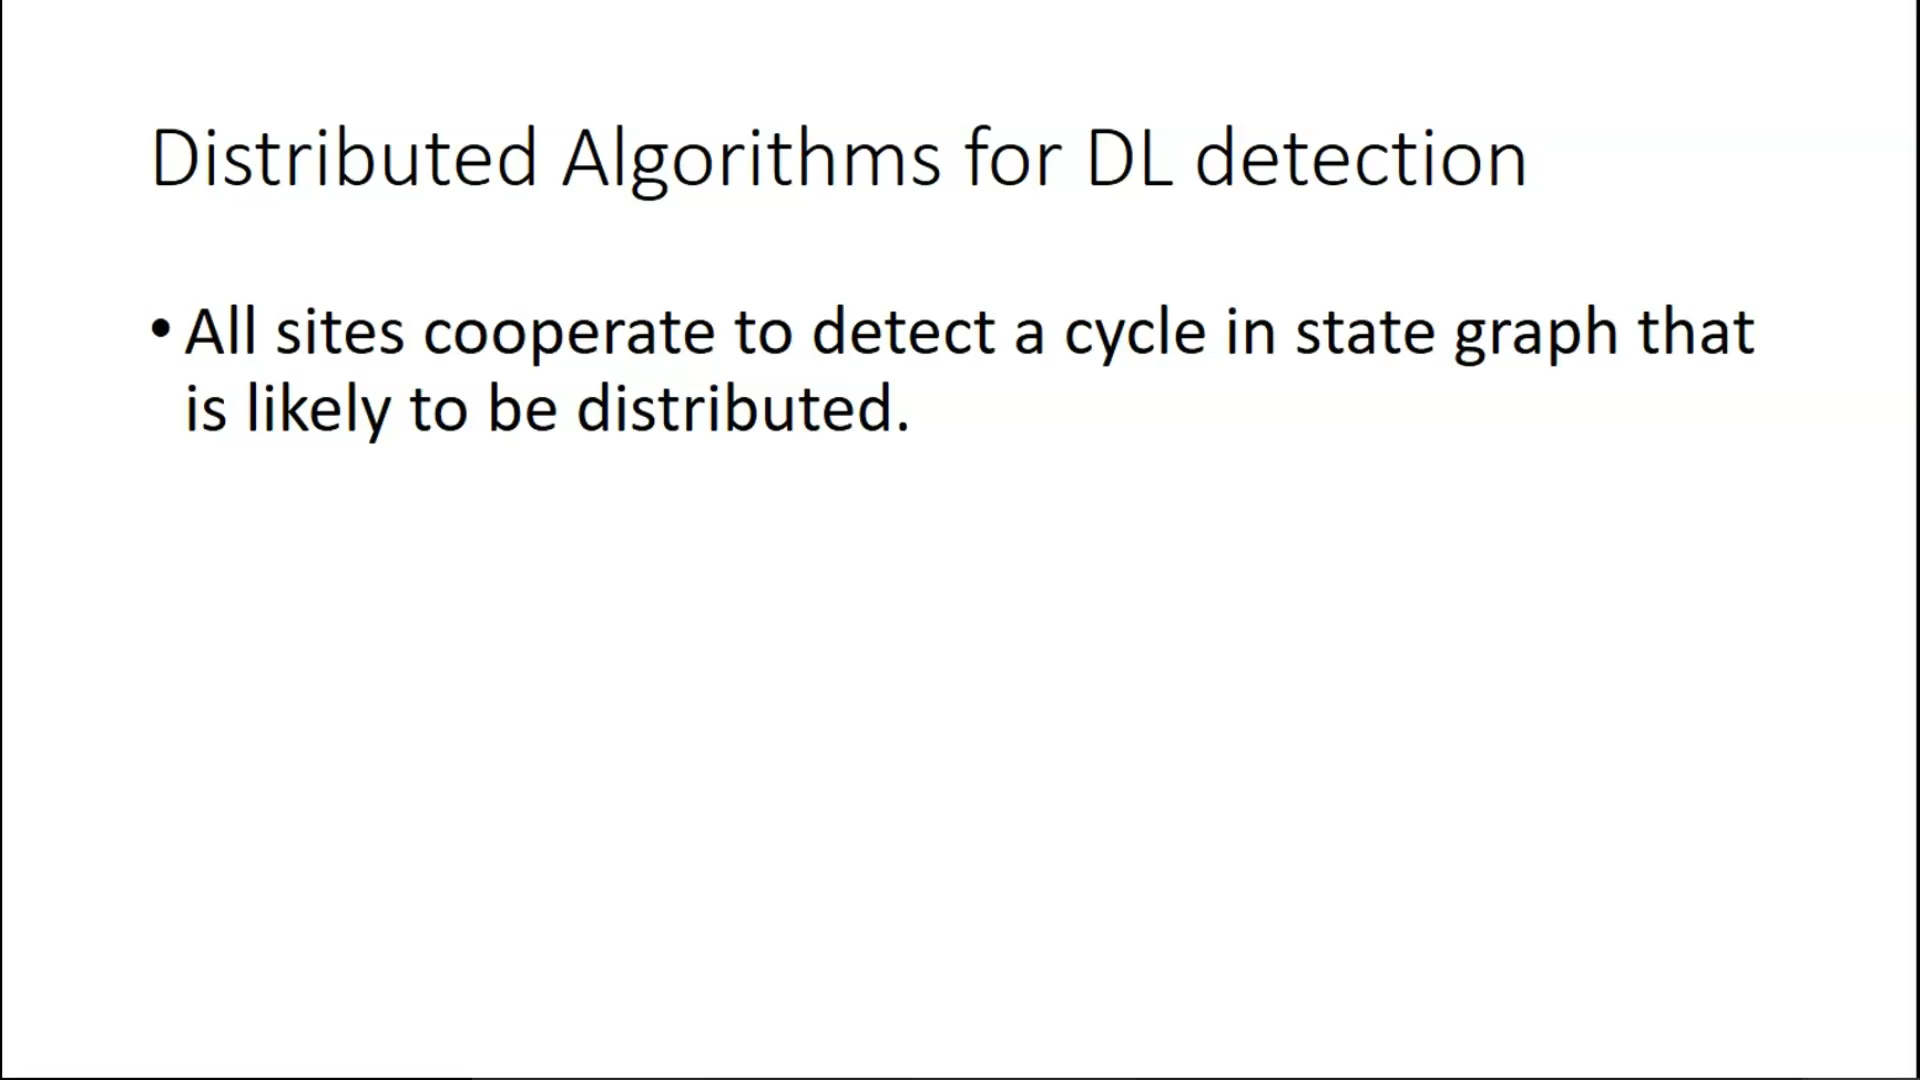 Distributed Algorithms for DL detection
• All sites cooperate to detect a cycle in state graph that
is likely to be distributed.